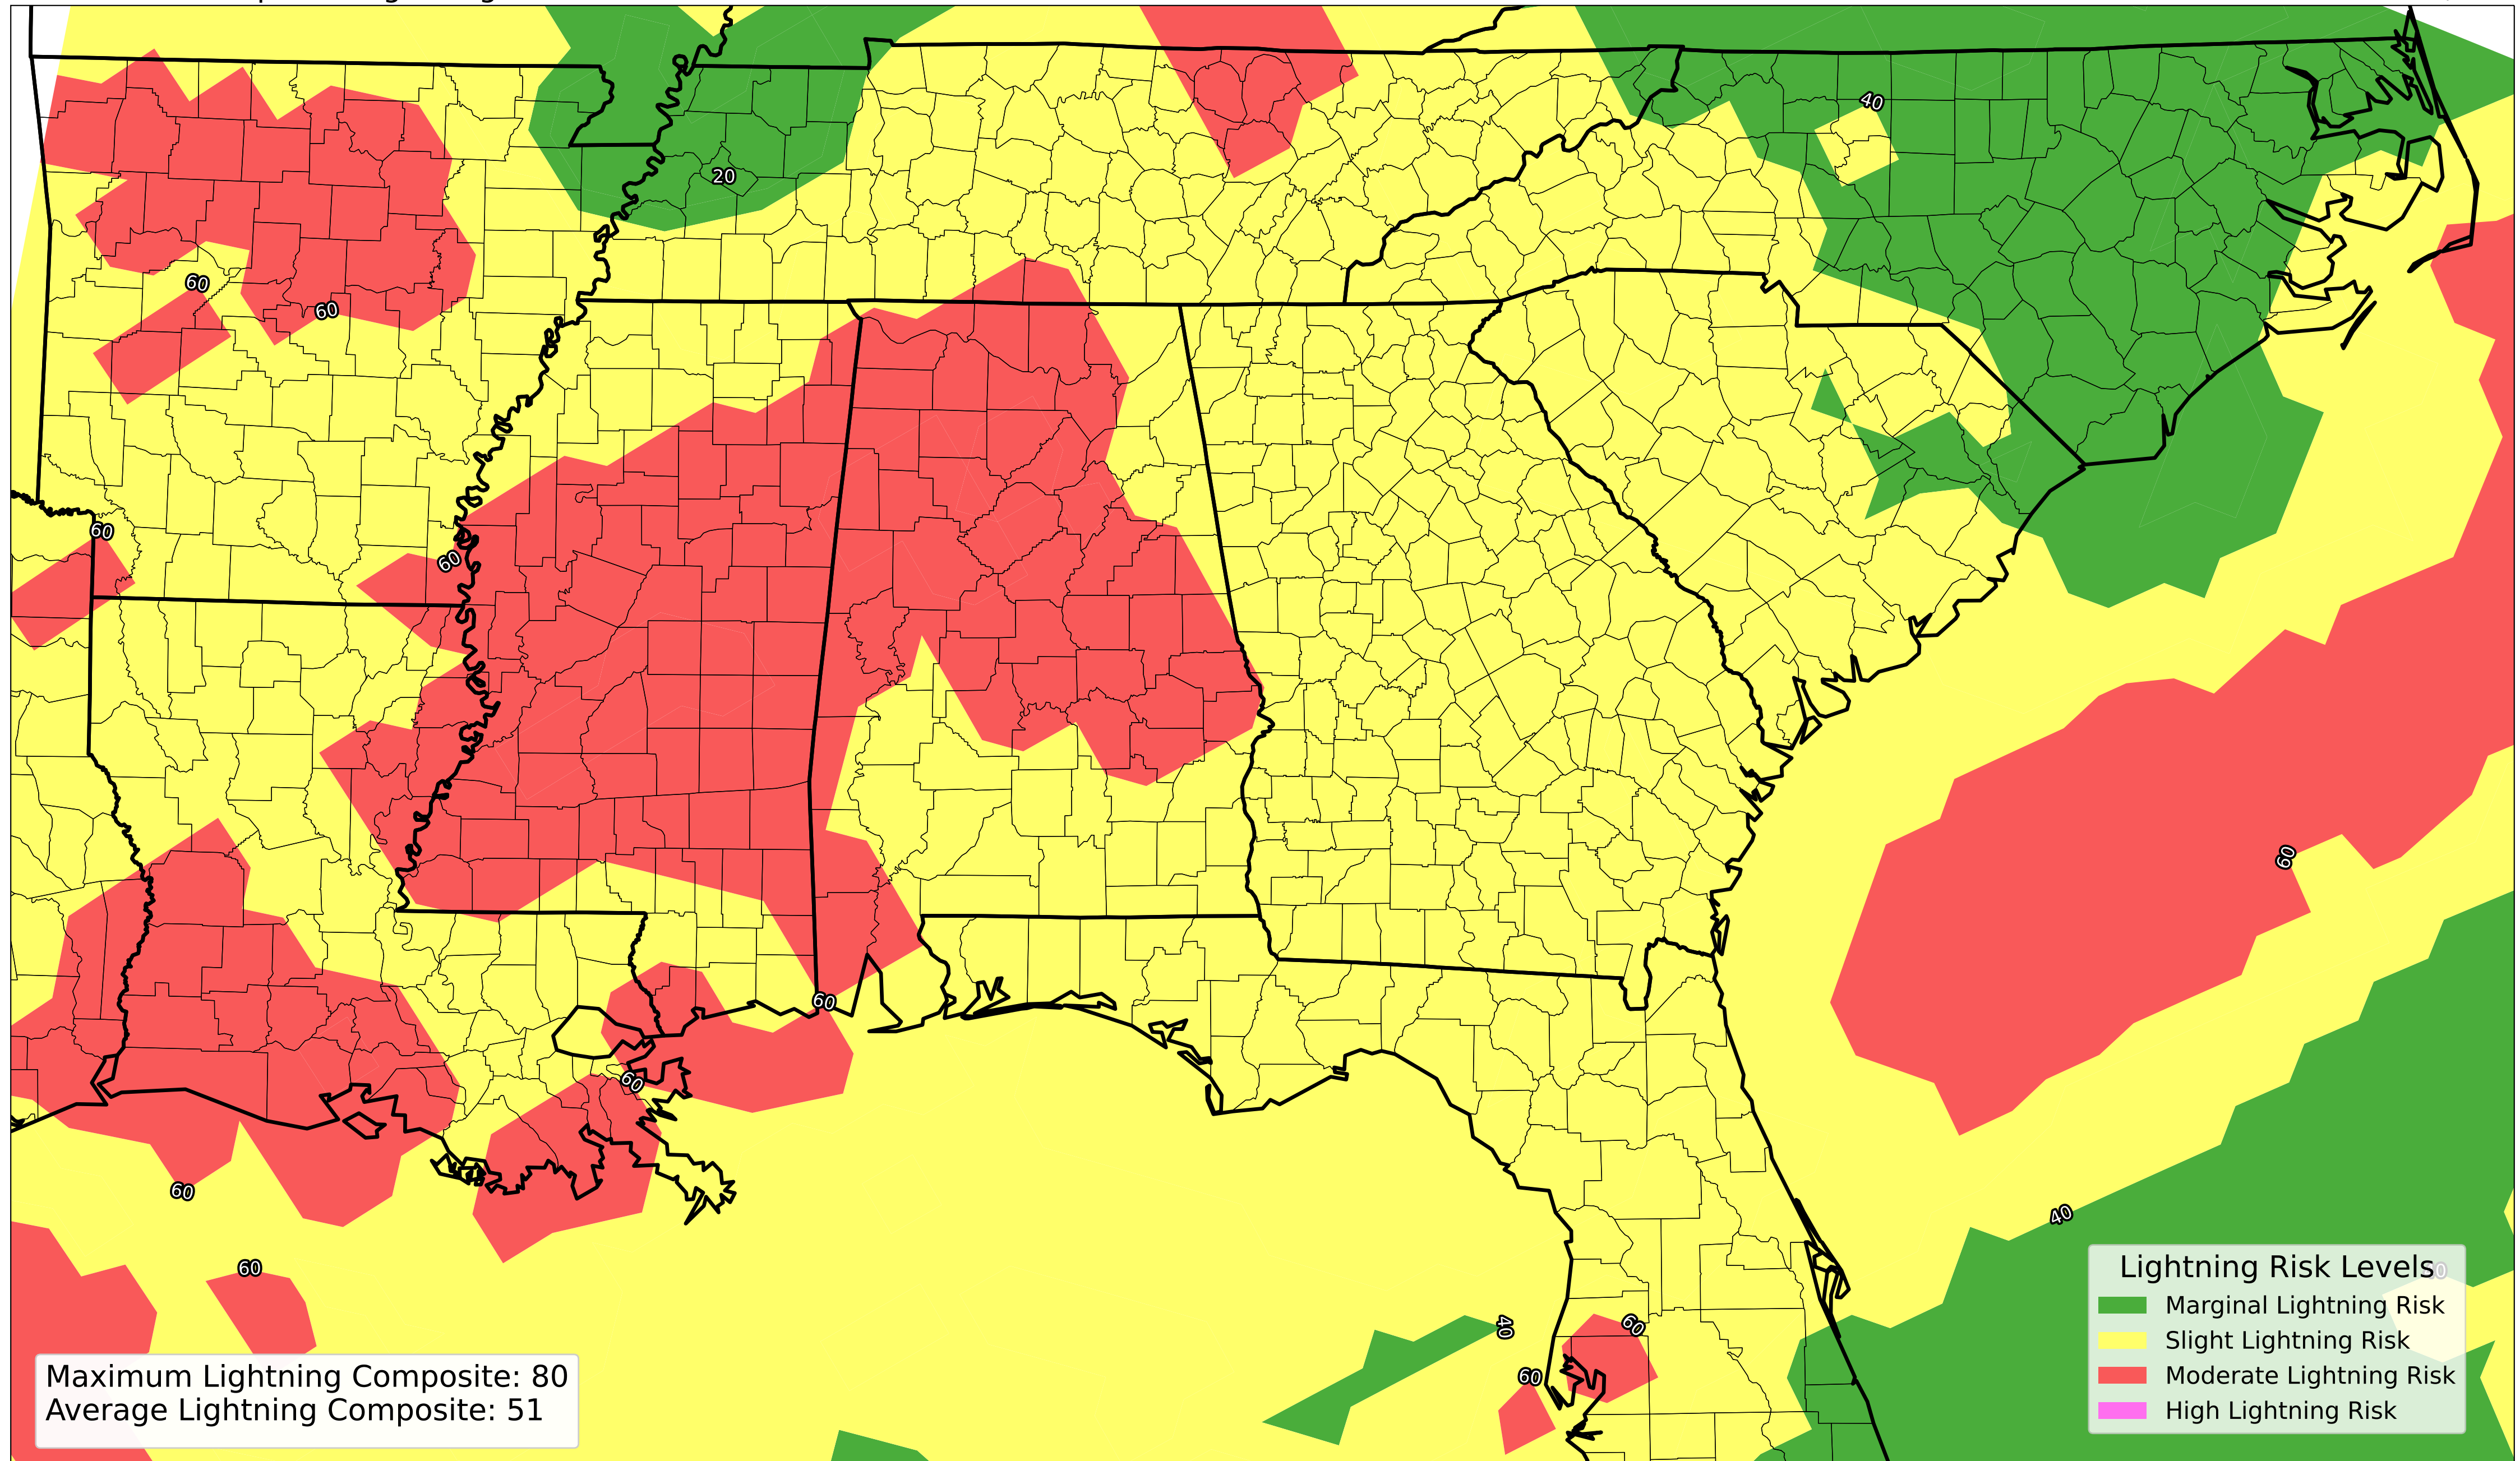 40
20
60
60
60
60
60
60
60
60
60
40
40
60
60
Lightning Risk Levels
Marginal Lightning Risk
Slight Lightning Risk
Moderate Lightning Risk
High Lightning Risk
Maximum Lightning Composite: 80
Average Lightning Composite: 51